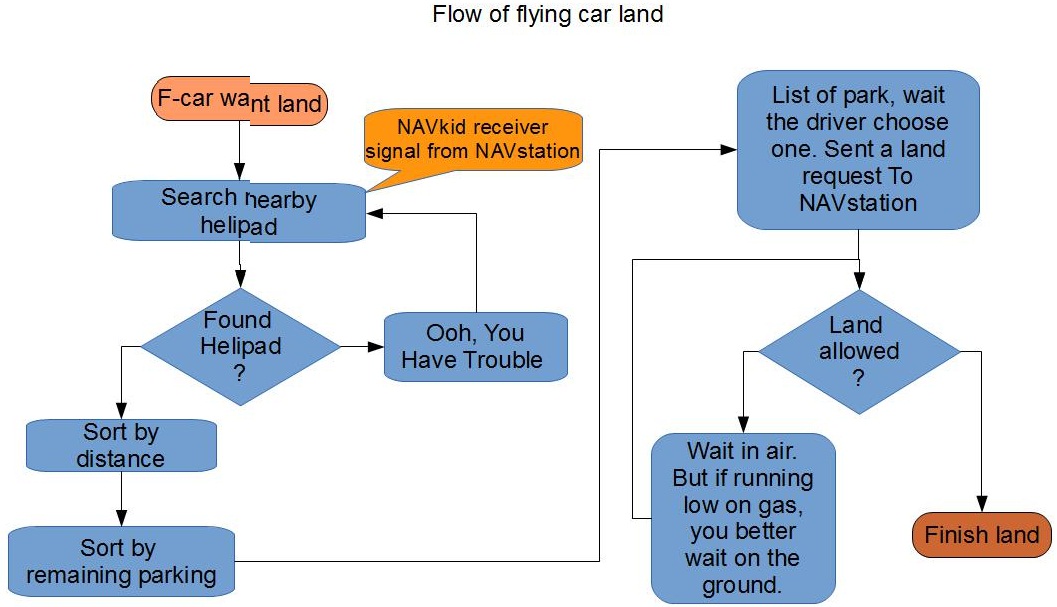 Flow of flying car land
F-car want land
NAVkid receiver
signal from NAVstation
Search nearby
helipad
Found
Helipad
?
Ooh, You
Have Trouble
Sort by
distance
Sort by
remaining parking
List of park, wait
the driver choose
one. Sent a land
request To
NAVstation
Land
allowed
?
Wait in air.
But if running
low on gas,
you better
wait on the
ground.
Finish land